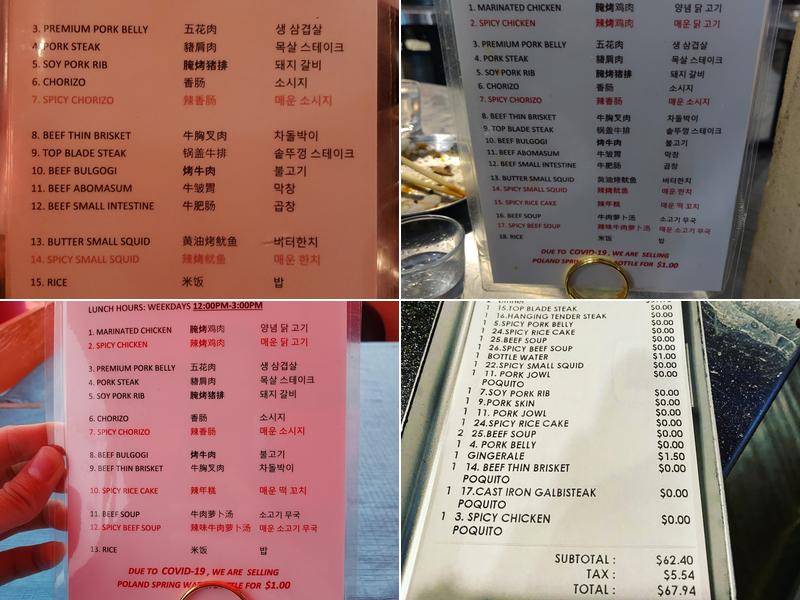 3. PREMIUM PORK BELLY 五花肉 생 삼겹살
4. PORK STEAK 豬肩肉 목살 스테이크
5. SOY PORK RIB 腌烤猪排 돼지 갈비
6. CHORIZO 香肠 소시지
7. SPICY CHORIZO 辣香肠 매운 소시지
8. BEEF THIN BRISKET 牛胸叉肉 차돌박이
9. TOP BLADE STEAK 锅盖牛排 솥뚜껑 스테이크
10. BEEF BULGOGI 烤牛肉 불고기
11. BEEF ABOMASUM 牛皱胃 막창
12. BEEF SMALL INTESTINE 牛肥肠 곱창
13. BUTTER SMALL SQUID 黄油烤鱿鱼 버터한치
14. SPICY SMALL SQUID 辣烤鱿鱼 매운 한치
15. RICE 米饭 밥
1. MARINATED CHICKEN 腌烤鸡肉 양념 닭 고기
2. SPICY CHICKEN 辣烤鸡肉 매운 닭 고기
3. PREMIUM PORK BELLY 五花肉 생 삼겹살
4. PORK STEAK 豬肩肉 목살 스테이크
5. SOY PORK RIB 腌烤猪排 돼지 갈비
6. CHORIZO 香肠 소시지
7. SPICY CHORIZO 辣香肠 매운 소시지
8. BEEF THIN BRISKET 牛胸叉肉 차돌박이
9. TOP BLADE STEAK 锅盖牛排 솥뚜껑 스테이크
10. BEEF BULGOGI 烤牛肉 불고기
11. BEEF ABOMASUM 牛皱胃 막창
12. BEEF SMALL INTESTINE 牛肥肠 곱창
13. BUTTER SMALL SQUID 黄油烤鱿鱼 버터한치
14. SPICY SMALL SQUID 辣烤鱿鱼 매운 한치
15. SPICY RICE CAKE 辣年糕 매운 떡 꼬치
16. BEEF SOUP 牛肉萝卜汤 소고기 무국
17. SPICY BEEF SOUP 辣味牛肉萝卜汤 매운 소고기 무국
18. RICE 米饭 밥
DUE TO COVID-19, WE ARE SELLING
POLAND SPRING BOTTLE FOR $1.00
LUNCH HOURS: WEEKDAYS 12:00PM-3:00PM
1. MARINATED CHICKEN 腌烤鸡肉 양념 닭 고기
2. SPICY CHICKEN 辣烤鸡肉 매운 닭 고기
3. PREMIUM PORK BELLY 五花肉 생 삼겹살
4. PORK STEAK 豬肩肉 목살 스테이크
5. SOY PORK RIB 腌烤猪排 돼지 갈비
6. CHORIZO 香肠 소시지
7. SPICY CHORIZO 辣香肠 매운 소시지
8. BEEF BULGOGI 烤牛肉 불고기
9. BEEF THIN BRISKET 牛胸叉肉 차돌박이
10. SPICY RICE CAKE 辣年糕 매운 떡 꼬치
11. BEEF SOUP 牛肉萝卜汤 소고기 무국
12. SPICY BEEF SOUP 辣味牛肉萝卜汤 매운 소고기 무국
13. RICE 米饭 밥
DUE TO COVID-19, WE ARE SELLING
POLAND SPRING WATER BOTTLE FOR $1.00
1 15.TOP BLADE STEAK $0.00
1 16.HANGING TENDER STEAK $0.00
1 5.SPICY PORK BELLY $0.00
1 24.SPICY RICE CAKE $0.00
1 25.BEEF SOUP $0.00
1 26.SPICY BEEF SOUP $0.00
1 BOTTLE WATER $1.00
1 22.SPICY SMALL SQUID $0.00
1 11. PORK JOWL $0.00
POQUITO
1 7.SOY PORK RIB $0.00
1 9.PORK SKIN $0.00
1 11. PORK JOWL $0.00
1 24.SPICY RICE CAKE $0.00
2 25.BEEF SOUP $0.00
1 4. PORK BELLY $0.00
1 GINGERALE $1.50
1 14. BEEF THIN BRISKET $0.00
POQUITO
1 17.CAST IRON GALBISTEAK $0.00
POQUITO
1 3. SPICY CHICKEN $0.00
POQUITO
SUBTOTAL: $62.40
TAX: $5.54
TOTAL: $67.94